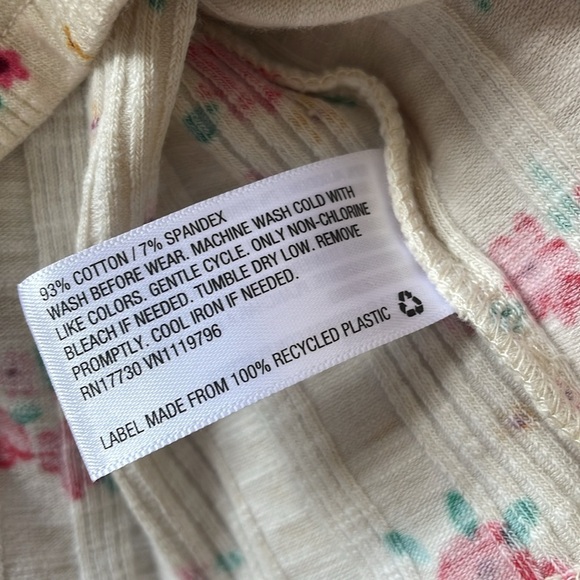 93% COTTON / 7% SPANDEX
WASH BEFORE WEAR. MACHINE WASH COLD WITH
LIKE COLORS. GENTLE CYCLE. ONLY NON-CHLORINE
BLEACH IF NEEDED. TUMBLE DRY LOW. REMOVE
PROMPTLY. COOL IRON IF NEEDED.
RN17730 VN1119796
LABEL MADE FROM 100% RECYCLED PLASTIC